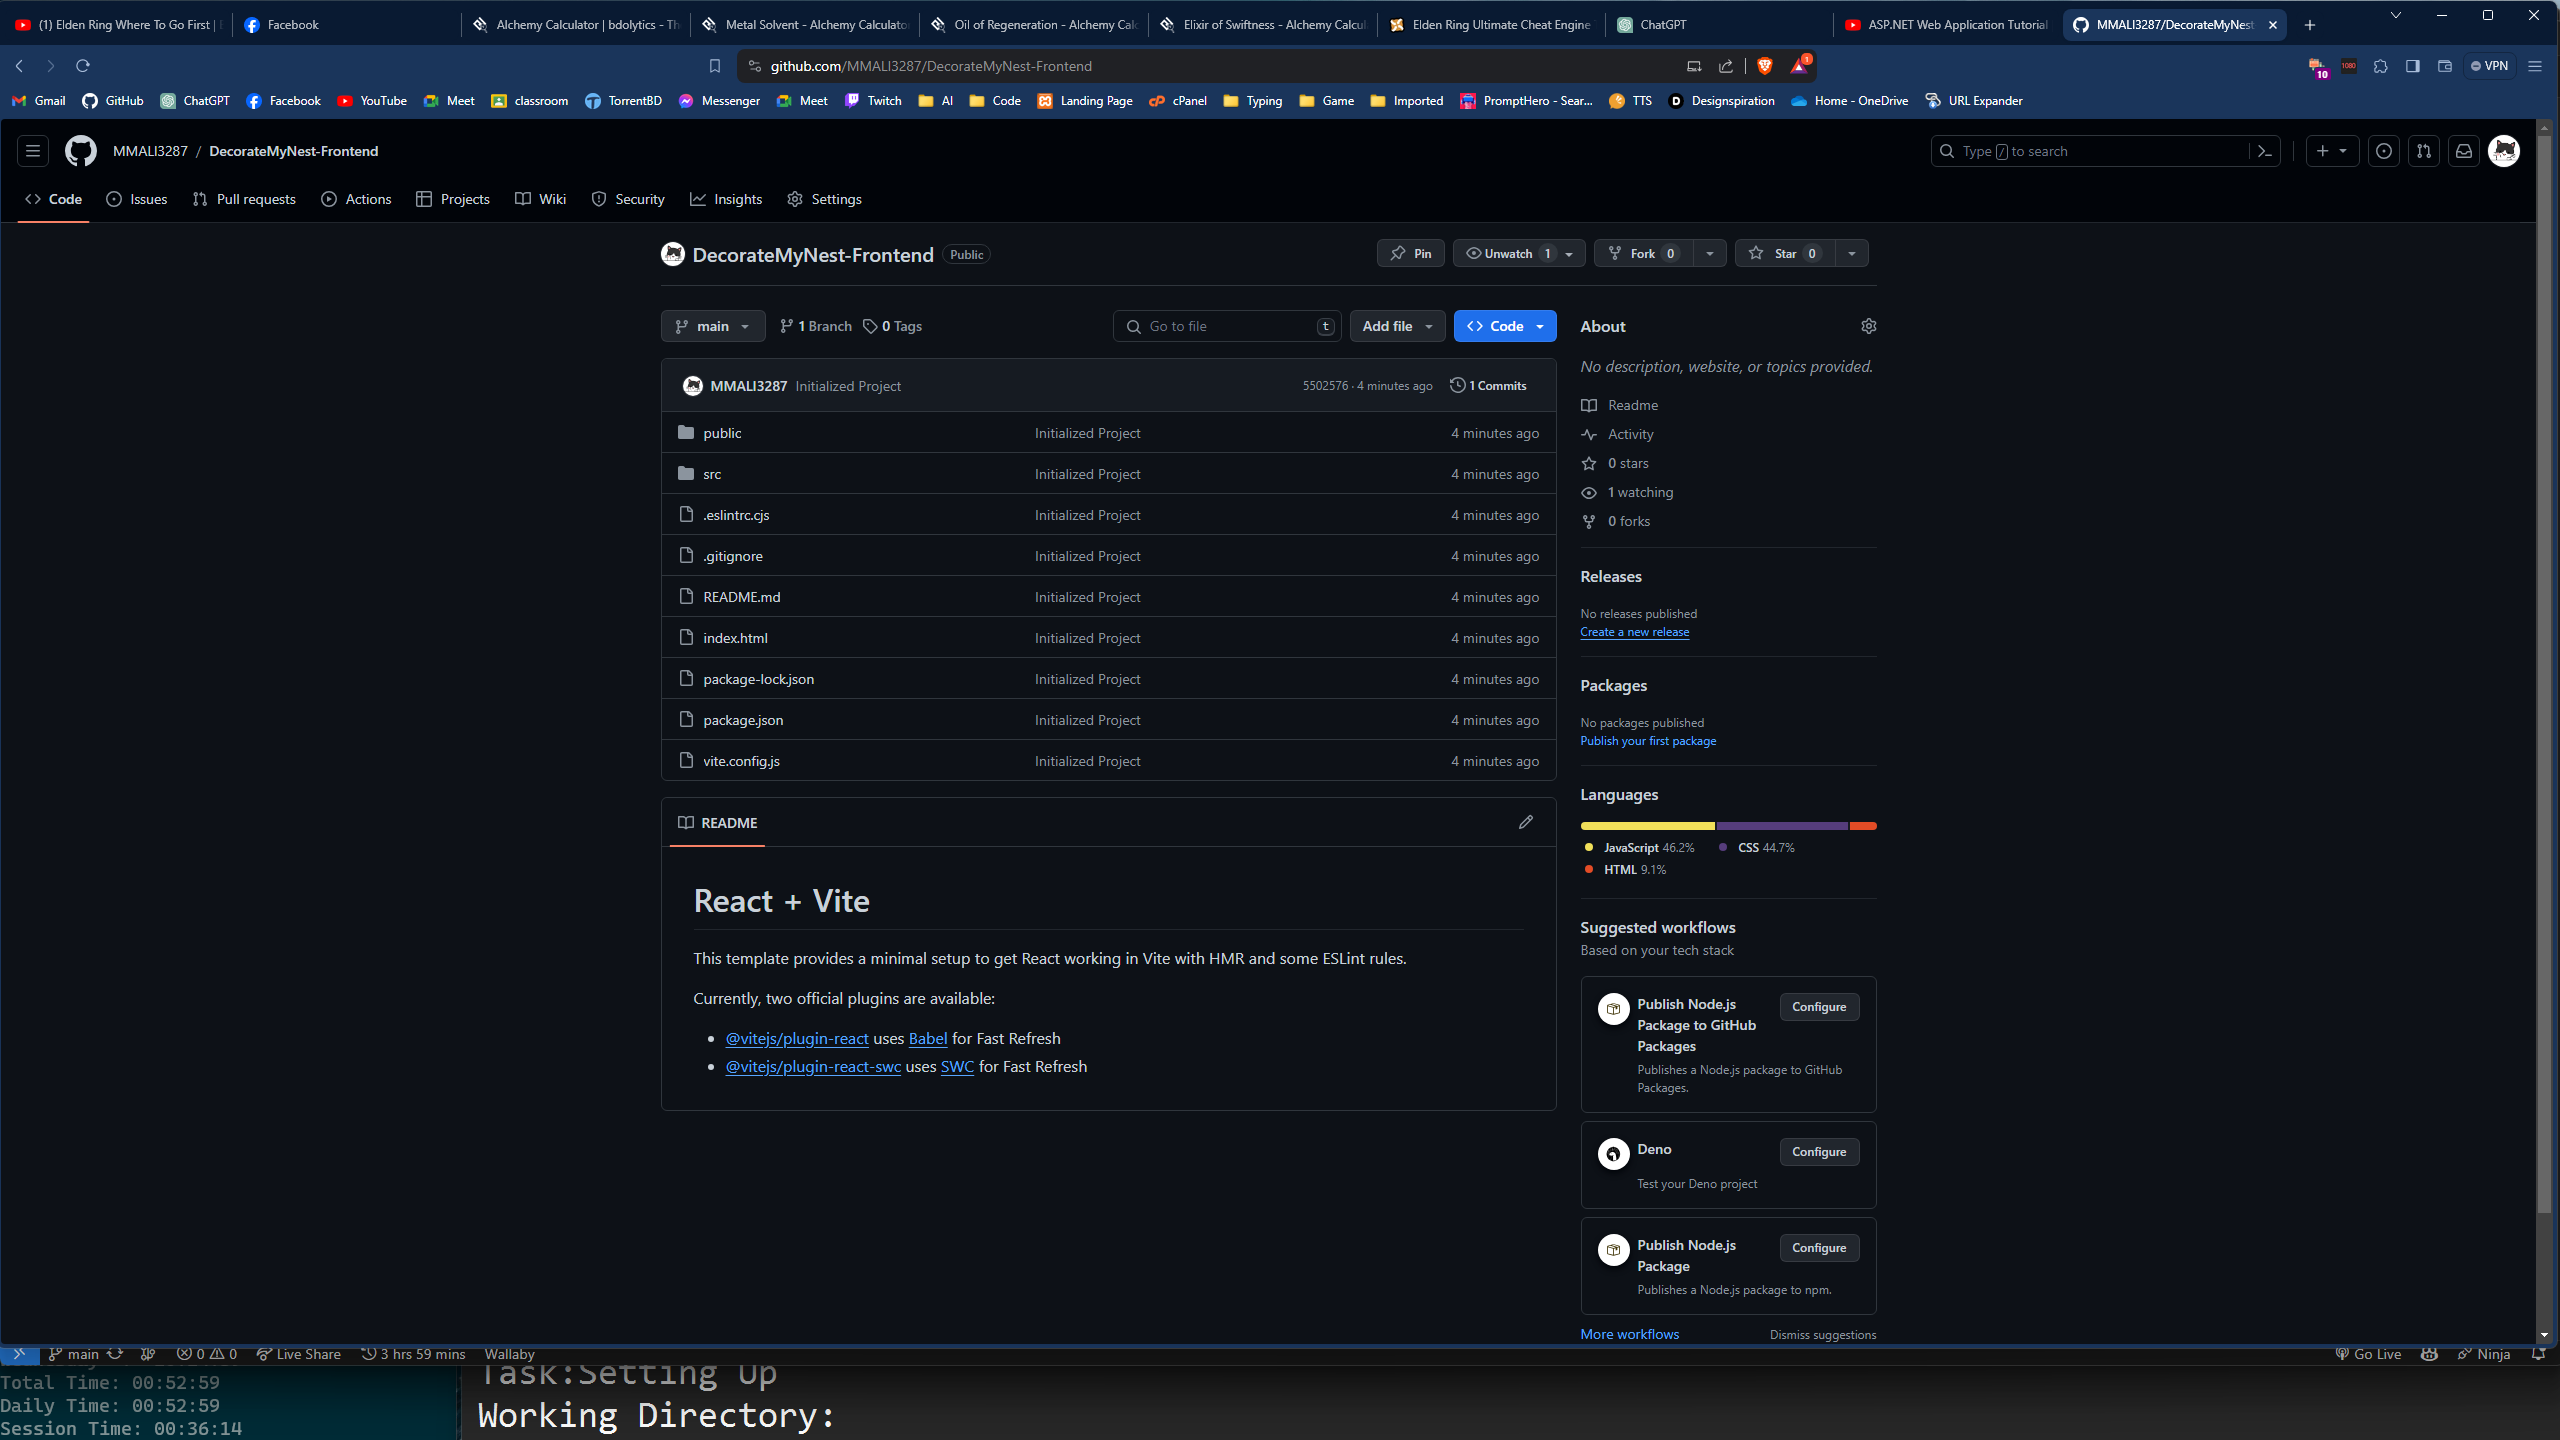 (1) Elden Ring Where To Go First |
Facebook
Alchemy Calculator | bdolytics - Th
Metal Solvent - Alchemy Calculator
Oil of Regeneration - Alchemy Calc
Elixir of Swiftness - Alchemy Calcul
Elden Ring Ultimate Cheat Engine
ChatGPT
ASP.NET Web Application Tutorial
MMALI3287/DecorateMyNest
github.com/MMALI3287/DecorateMyNest-Frontend
1
10
1080
VPN
Gmail
GitHub
ChatGPT
Facebook
YouTube
Meet
classroom
TorrentBD
Messenger
Meet
Twitch
AI
Code
Landing Page
cPanel
Typing
Game
Imported
PromptHero - Sear...
TTS
Designspiration
Home - OneDrive
URL Expander
MMALI3287 / DecorateMyNest-Frontend
Type / to search
Code
Issues
Pull requests
Actions
Projects
Wiki
Security
Insights
Settings
DecorateMyNest-Frontend Public
Pin
Unwatch 1
Fork 0
Star 0
main
1 Branch
0 Tags
Go to file t
Add file
Code
MMALI3287 Initialized Project 5502576 · 4 minutes ago 1 Commits
public Initialized Project 4 minutes ago
src Initialized Project 4 minutes ago
.eslintrc.cjs Initialized Project 4 minutes ago
.gitignore Initialized Project 4 minutes ago
README.md Initialized Project 4 minutes ago
index.html Initialized Project 4 minutes ago
package-lock.json Initialized Project 4 minutes ago
package.json Initialized Project 4 minutes ago
vite.config.js Initialized Project 4 minutes ago
README
React + Vite
This template provides a minimal setup to get React working in Vite with HMR and some ESLint rules.
Currently, two official plugins are available:
• @vitejs/plugin-react uses Babel for Fast Refresh
• @vitejs/plugin-react-swc uses SWC for Fast Refresh
About
No description, website, or topics provided.
Readme
Activity
0 stars
1 watching
0 forks
Releases
No releases published
Create a new release
Packages
No packages published
Publish your first package
Languages
JavaScript 46.2% CSS 44.7%
HTML 9.1%
Suggested workflows
Based on your tech stack
Publish Node.js
Package to GitHub
Packages
Configure
Publishes a Node.js package to GitHub
Packages.
Deno
Configure
Test your Deno project
Publish Node.js
Package
Configure
Publishes a Node.js package to npm.
More workflows
Dismiss suggestions
main
0 0
Live Share
3 hrs 59 mins
Wallaby
Go Live
Ninja
Total Time: 00:52:59
Daily Time: 00:52:59
Session Time: 00:36:14
Task:Setting Up
Working Directory: